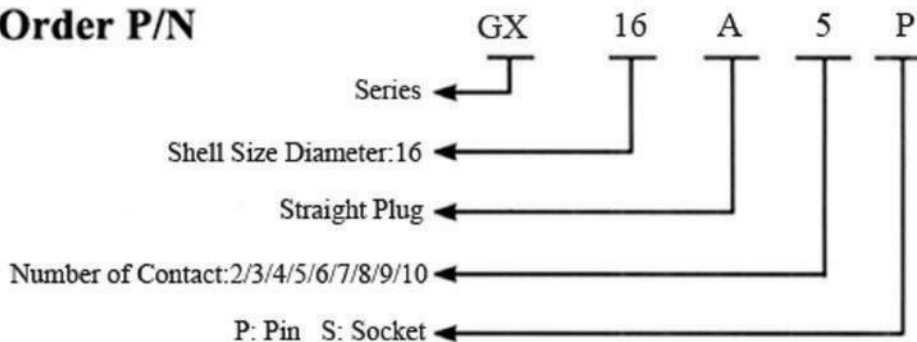 Order P/N GX 16 A 5 P
Series
Shell Size Diameter:16
Straight Plug
Number of Contact:2/3/4/5/6/7/8/9/10
P: Pin S: Socket